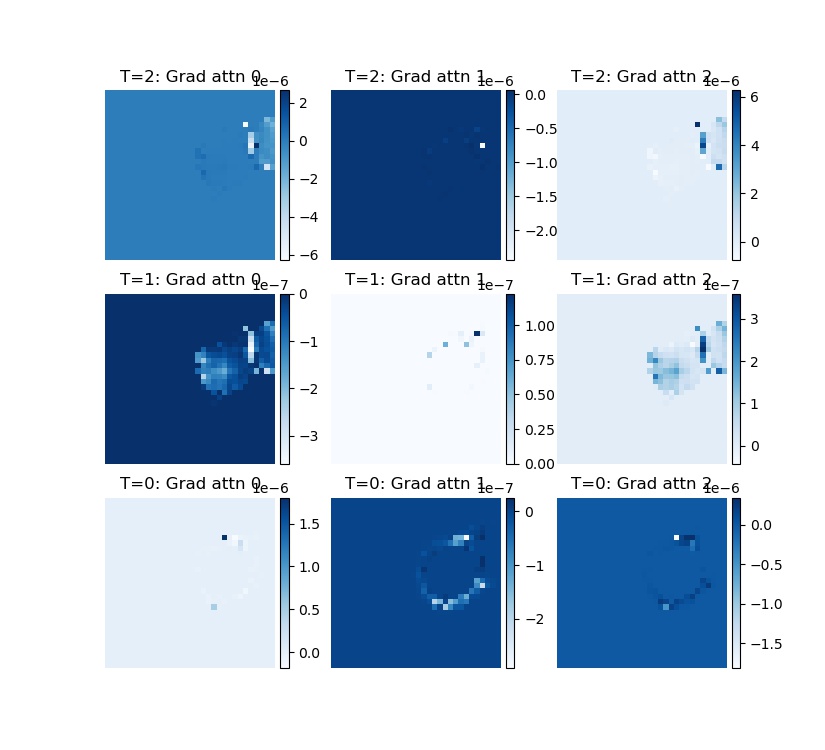 T=2: Grad attn 0
1e−6
T=2: Grad attn 1
1e−6
T=2: Grad attn 2
1e−6
2
0
−2
−4
−6
0.0
−0.5
−1.0
−1.5
−2.0
6
4
2
0
T=1: Grad attn 0
1e−7
T=1: Grad attn 1
1e−7
T=1: Grad attn 2
1e−7
0
−1
−2
−3
1.00
0.75
0.50
0.25
0.00
3
2
1
0
T=0: Grad attn 0
1e−6
T=0: Grad attn 1
1e−7
T=0: Grad attn 2
1e−6
1.5
1.0
0.5
0.0
0
−1
−2
0.0
−0.5
−1.0
−1.5